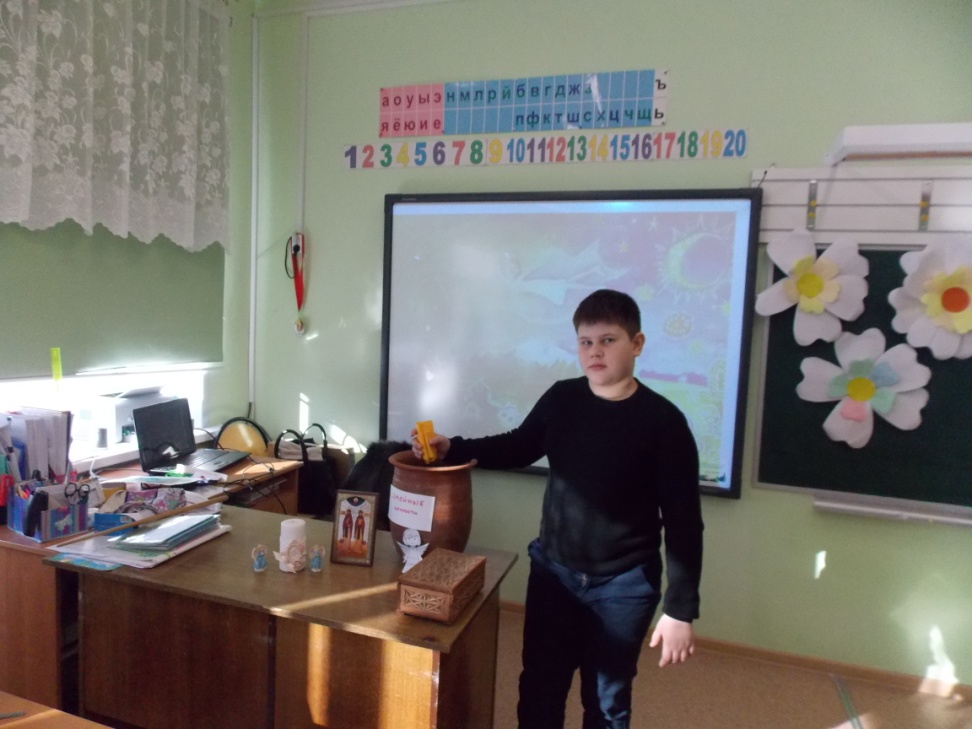 а о у ы э н м л р й б в г д ж ъ
я ё ю и е п ф к т ш с х ц ч щ ь
1 2 3 4 5 6 7 8 9 10 11 12 13 14 15 16 17 18 19 20
семейные